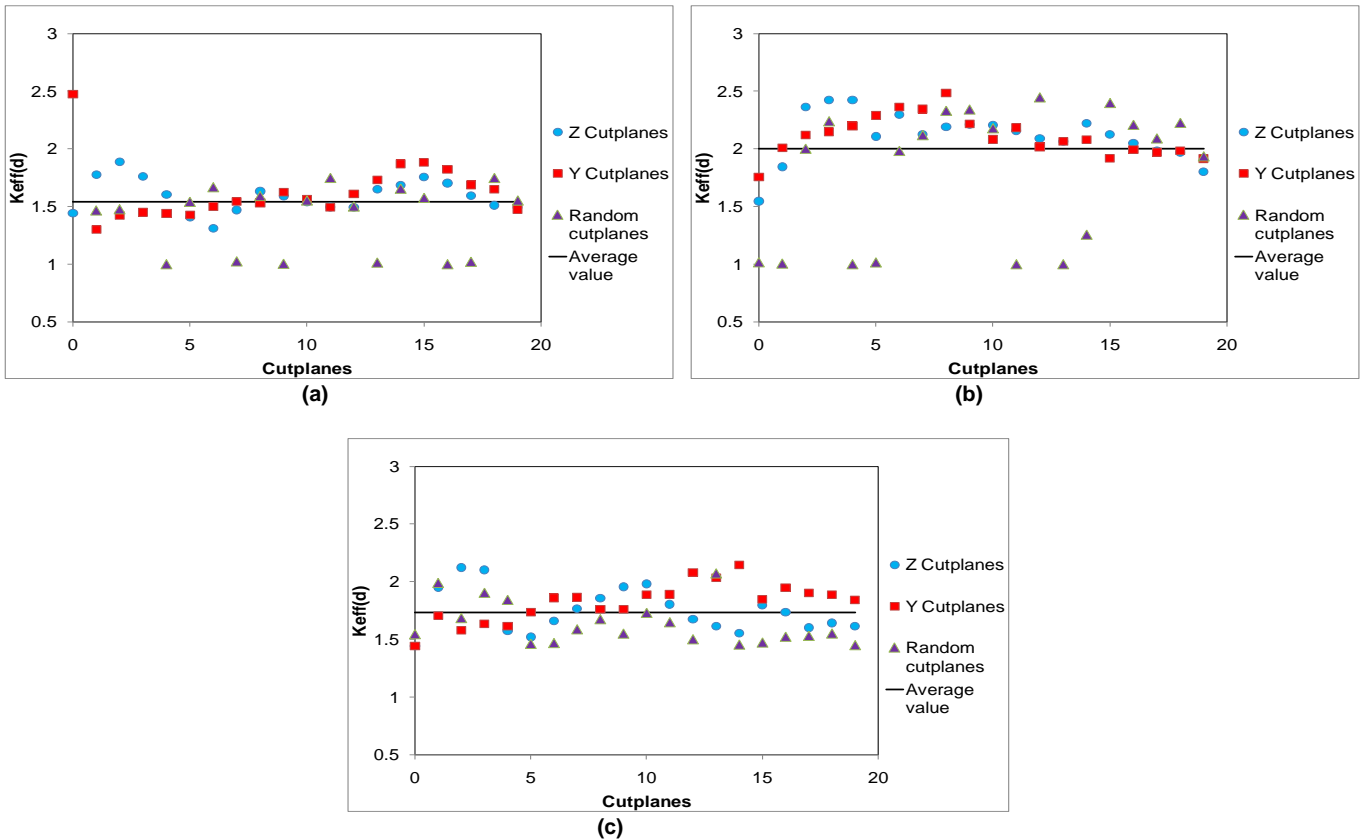 3
2.5
2
1.5
1
0.5
Keff(d)
0 5 10 15 20
Cutplanes
Z Cutplanes
Y Cutplanes
Random
cutplanes
Average
value
(a)
3
2.5
2
1.5
1
0.5
Keff(d)
0 5 10 15 20
Cutplanes
Z Cutplanes
Y Cutplanes
Random
cutplanes
Average
value
(b)
3
2.5
2
1.5
1
0.5
Keff(d)
0 5 10 15 20
Cutplanes
Z Cutplanes
Y Cutplanes
Random
cutplanes
Average
value
(c)